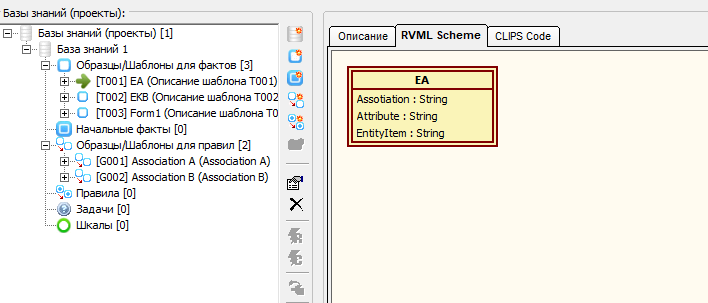 Базы знаний (проекты):
Базы знаний (проекты) [1]
База знаний 1
Образцы/Шаблоны для фактов [3]
[T001] EA (Описание шаблона T001)
[T002] EKB (Описание шаблона T002
[T003] Form1 (Описание шаблона T0
Начальные факты [0]
Образцы/Шаблоны для правил [2]
[G001] Association A (Association A)
[G002] Association B (Association B)
Правила [0]
Задачи [0]
Шкалы [0]
Описание RVML Scheme CLIPS Code
EA
Assotiation : String
Attribute : String
EntityItem : String